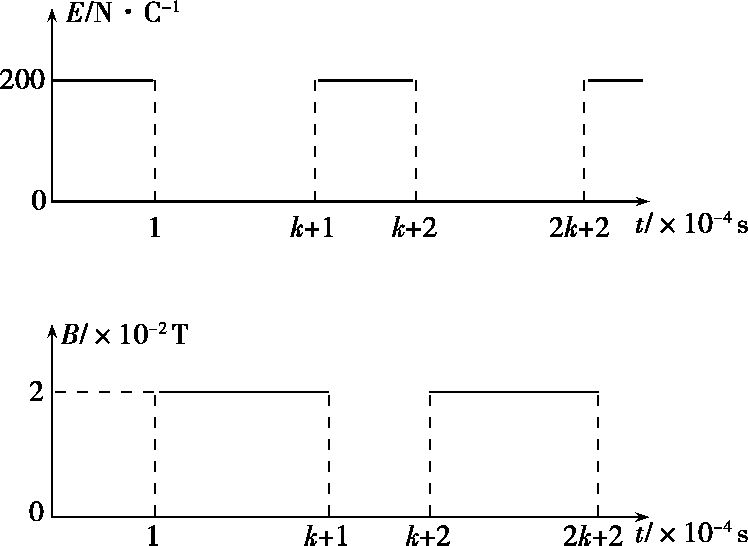 E/N · C⁻¹
200
0
1 k+1 k+2 2k+2 t/×10⁻⁴ s
B/×10⁻² T
2
0
1 k+1 k+2 2k+2 t/×10⁻⁴ s